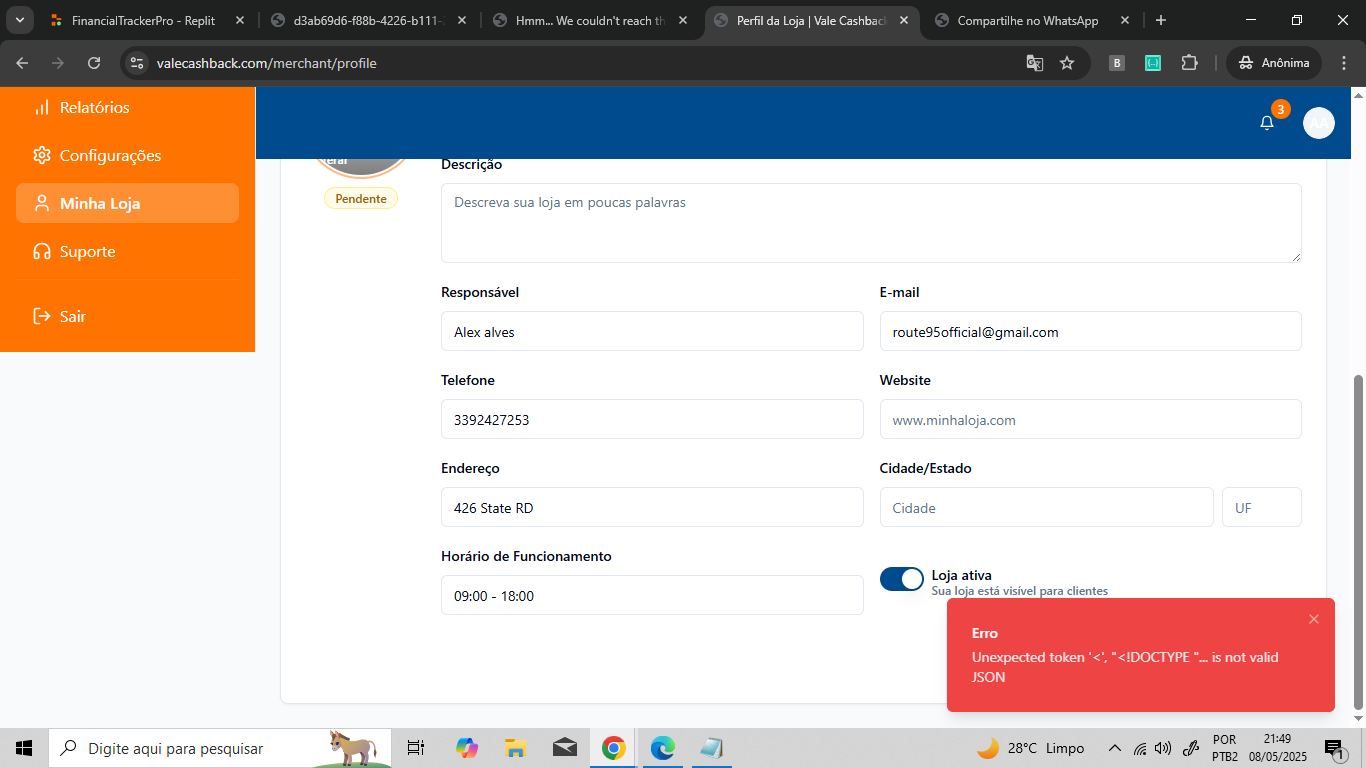 FinancialTrackerPro - Replit
d3ab69d6-f88b-4226-b111-
Hmm... We couldn't reach th
Perfil da Loja | Vale Cashback
Compartilhe no WhatsApp
valecashback.com/merchant/profile
B
Anônima
Relatórios
Configurações
Minha Loja
Suporte
Sair
3
AA
terar
Pendente
Descrição
Descreva sua loja em poucas palavras
Responsável
E-mail
Alex alves
route95official@gmail.com
Telefone
Website
3392427253
www.minhaloja.com
Endereço
Cidade/Estado
426 State RD
Cidade
UF
Horário de Funcionamento
09:00 - 18:00
Loja ativa
Sua loja está visível para clientes
Erro
Unexpected token '<', "<!DOCTYPE "... is not valid
JSON
Digite aqui para pesquisar
28°C Limpo
POR
PTB2
21:49
08/05/2025
1